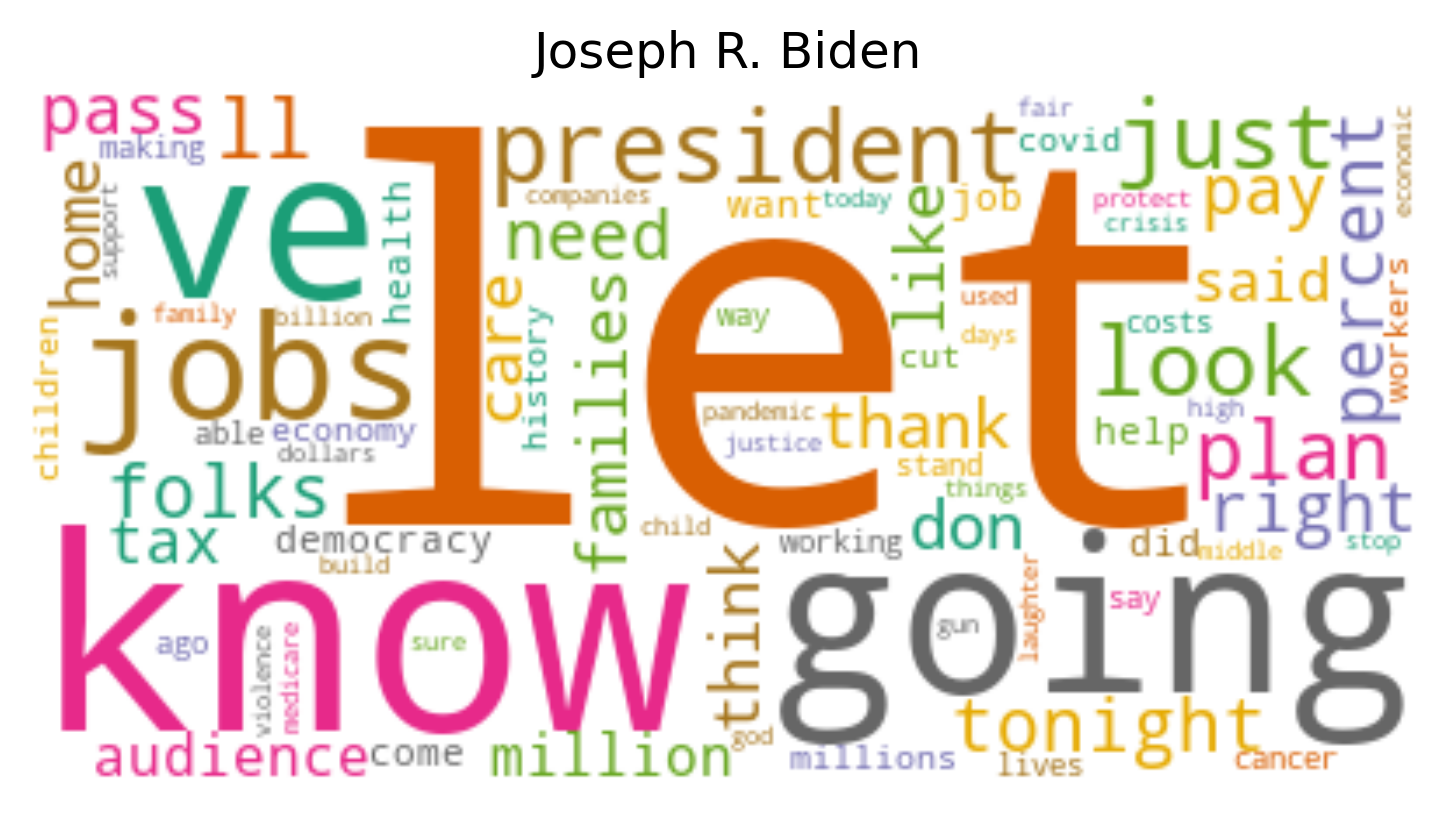 Joseph R. Biden
pass
ll
making
president
fair
covid
just
percent
economic
home
support
ve
health
companies
need
want
today
like
job
protect
crisis
pay
said
let
family
billion
care
history
families
way
used
days
cut
costs
look
workers
children
jobs
able
economy
dollars
pandemic
justice
thank
stand
things
high
help
plan
right
folks
tax
democracy
build
child
working
don
did
middle
stop
know
ago
violence
medicare
sure
think
going
gun
laughter
say
audience
come
million
god
millions
tonight
lives
cancer